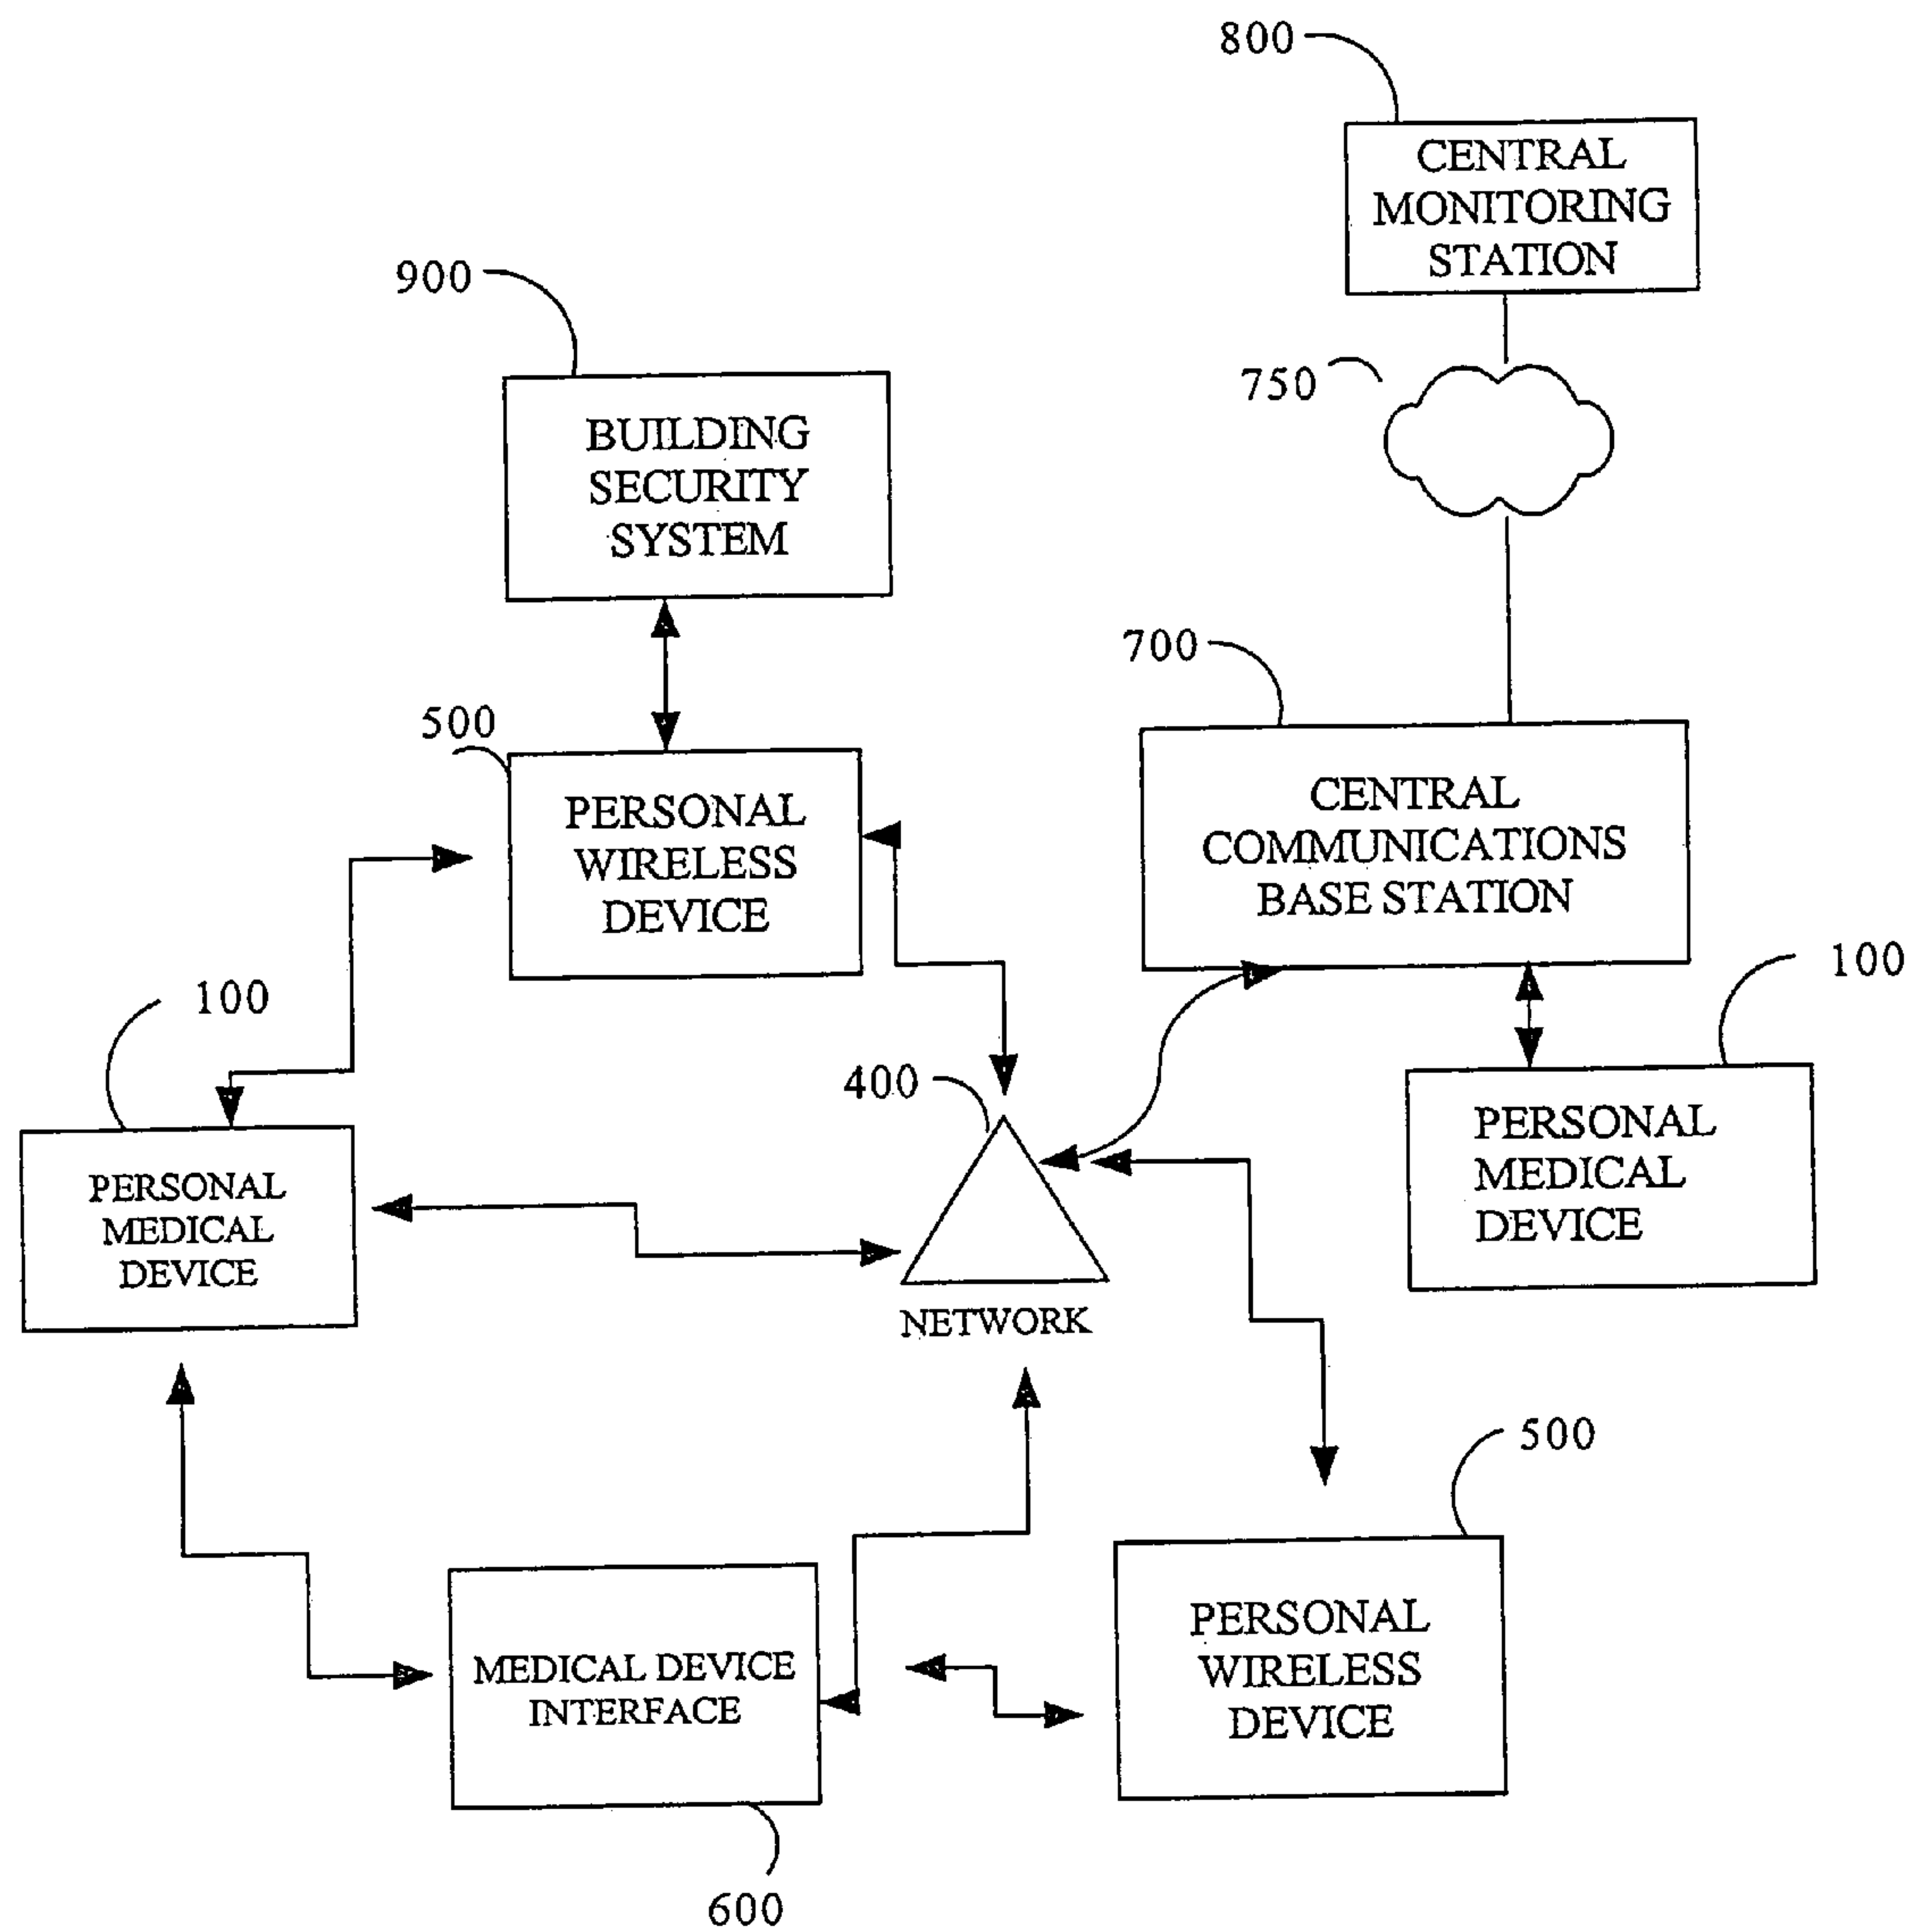 800
CENTRAL
MONITORING
STATION
900
750
BUILDING
SECURITY
SYSTEM
700
500
PERSONAL
WIRELESS
DEVICE
CENTRAL
COMMUNICATIONS
BASE STATION
100
100
400
PERSONAL
MEDICAL
DEVICE
PERSONAL
MEDICAL
DEVICE
NETWORK
500
PERSONAL
WIRELESS
DEVICE
MEDICAL DEVICE
INTERFACE
600